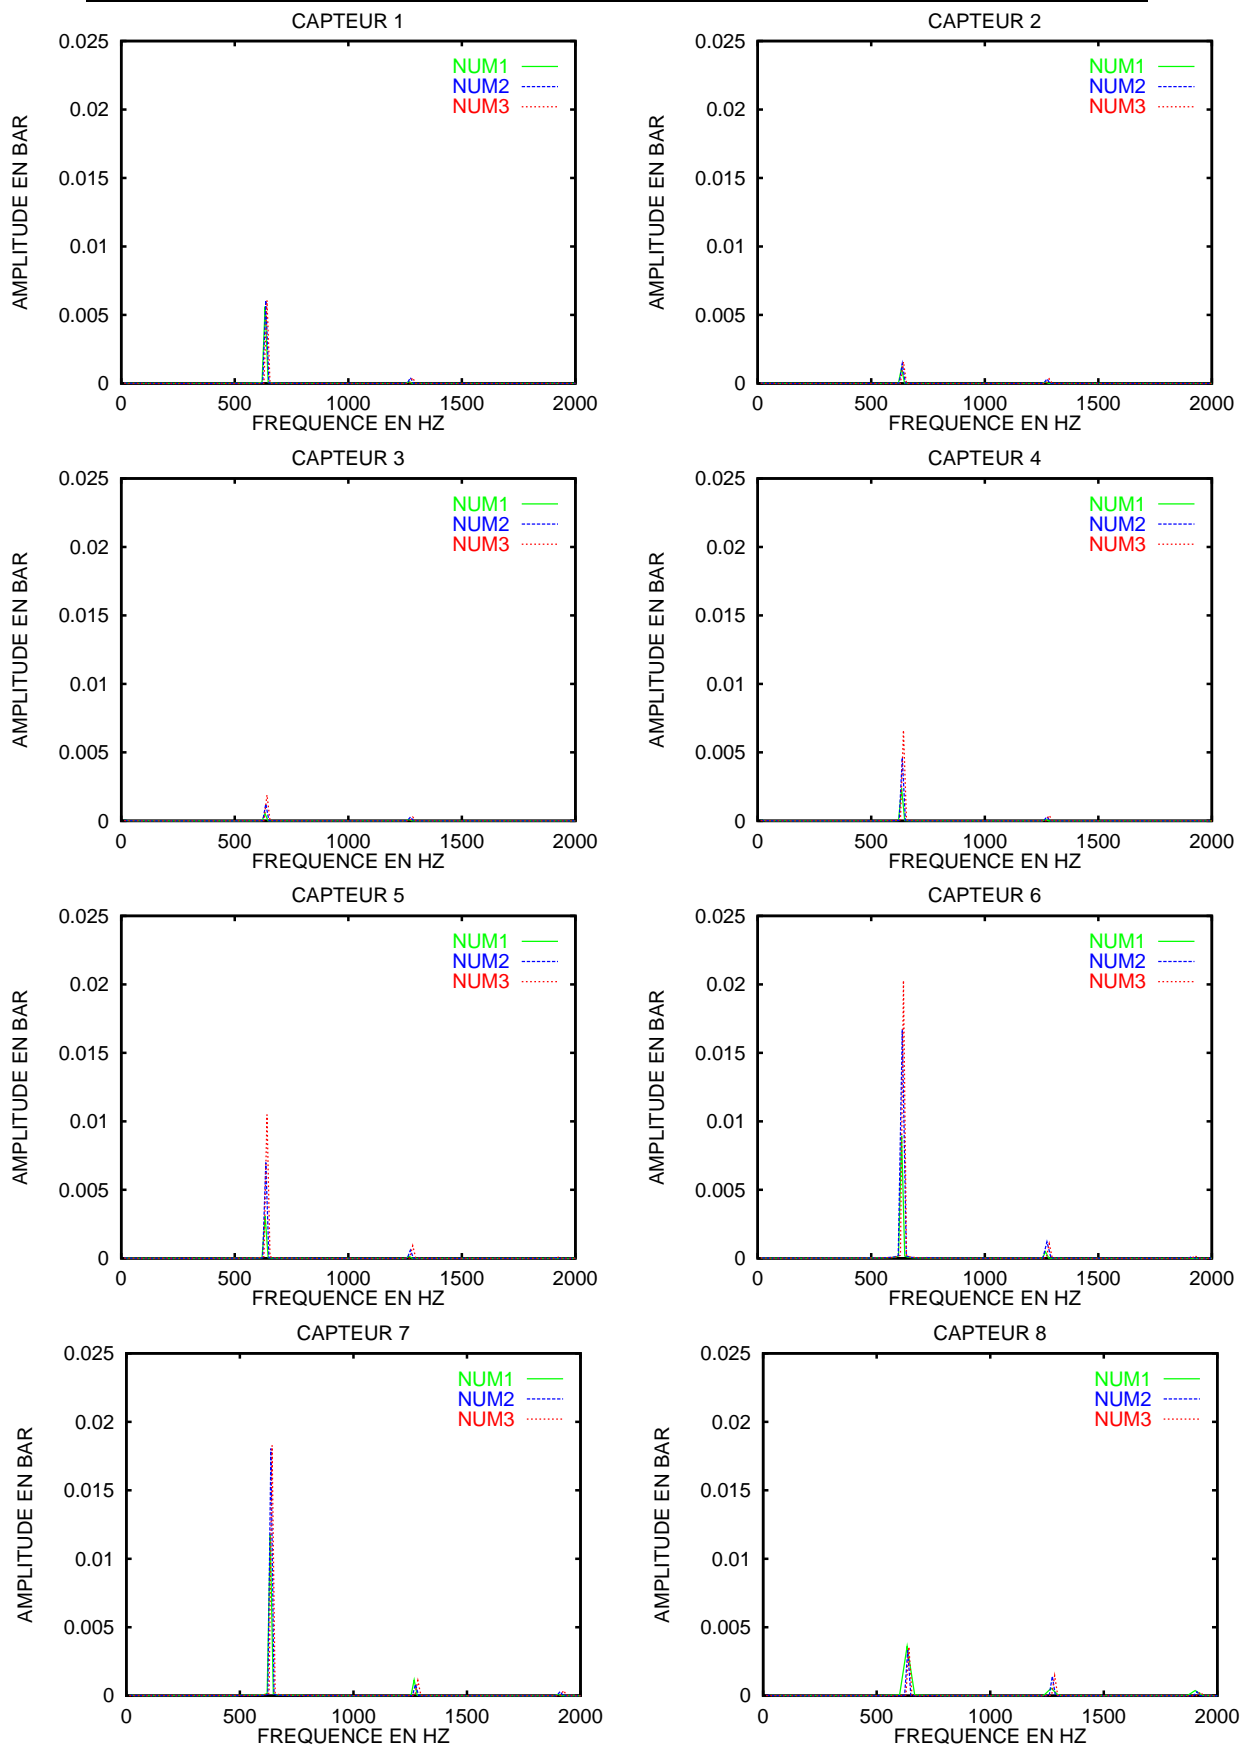 CAPTEUR 1
0.025
0.02
0.015
0.01
0.005
0
AMPLITUDE EN BAR
NUM1
NUM2
NUM3
0 500 1000 1500 2000
FREQUENCE EN HZ
CAPTEUR 2
0.025
0.02
0.015
0.01
0.005
0
AMPLITUDE EN BAR
NUM1
NUM2
NUM3
0 500 1000 1500 2000
FREQUENCE EN HZ
CAPTEUR 3
0.025
0.02
0.015
0.01
0.005
0
AMPLITUDE EN BAR
NUM1
NUM2
NUM3
0 500 1000 1500 2000
FREQUENCE EN HZ
CAPTEUR 4
0.025
0.02
0.015
0.01
0.005
0
AMPLITUDE EN BAR
NUM1
NUM2
NUM3
0 500 1000 1500 2000
FREQUENCE EN HZ
CAPTEUR 5
0.025
0.02
0.015
0.01
0.005
0
AMPLITUDE EN BAR
NUM1
NUM2
NUM3
0 500 1000 1500 2000
FREQUENCE EN HZ
CAPTEUR 6
0.025
0.02
0.015
0.01
0.005
0
AMPLITUDE EN BAR
NUM1
NUM2
NUM3
0 500 1000 1500 2000
FREQUENCE EN HZ
CAPTEUR 7
0.025
0.02
0.015
0.01
0.005
0
AMPLITUDE EN BAR
NUM1
NUM2
NUM3
0 500 1000 1500 2000
FREQUENCE EN HZ
CAPTEUR 8
0.025
0.02
0.015
0.01
0.005
0
AMPLITUDE EN BAR
NUM1
NUM2
NUM3
0 500 1000 1500 2000
FREQUENCE EN HZ